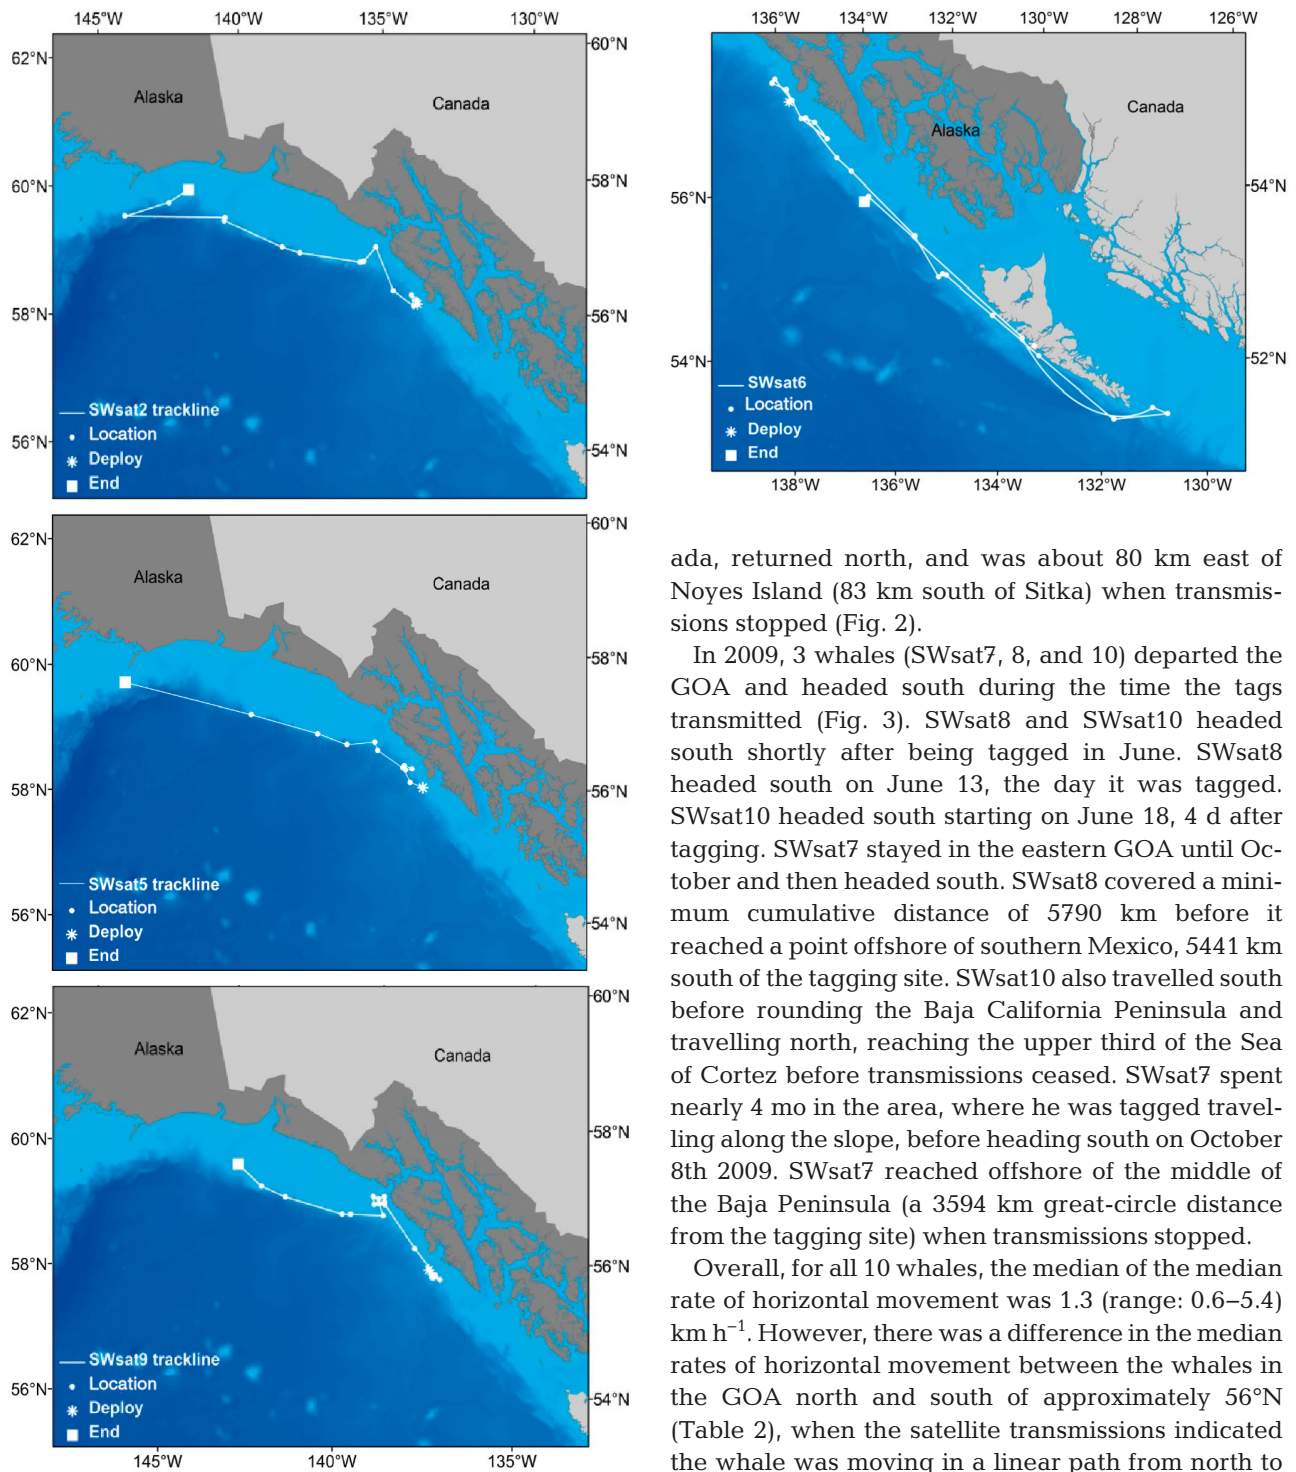 145°W 140°W 135°W 130°W
62°N
60°N
Alaska
Canada
60°N
58°N
58°N
56°N
56°N
54°N
SWsat2 trackline
Location
Deploy
End
62°N
60°N
Alaska
Canada
60°N
58°N
58°N
56°N
56°N
54°N
SWsat5 trackline
Location
Deploy
End
62°N
60°N
Alaska
Canada
60°N
58°N
58°N
56°N
56°N
54°N
SWsat9 trackline
Location
Deploy
End
145°W 140°W 135°W
136°W 134°W 132°W 130°W 128°W 126°W
Canada
Alaska
56°N
54°N
54°N
52°N
SWsat6
Location
Deploy
End
138°W 136°W 134°W 132°W 130°W
ada, returned north, and was about 80 km east of
Noyes Island (83 km south of Sitka) when transmis-
sions stopped (Fig. 2).
In 2009, 3 whales (SWsat7, 8, and 10) departed the
GOA and headed south during the time the tags
transmitted (Fig. 3). SWsat8 and SWsat10 headed
south shortly after being tagged in June. SWsat8
headed south on June 13, the day it was tagged.
SWsat10 headed south starting on June 18, 4 d after
tagging. SWsat7 stayed in the eastern GOA until Oc-
tober and then headed south. SWsat8 covered a mini-
mum cumulative distance of 5790 km before it
reached a point offshore of southern Mexico, 5441 km
south of the tagging site. SWsat10 also travelled south
before rounding the Baja California Peninsula and
travelling north, reaching the upper third of the Sea
of Cortez before transmissions ceased. SWsat7 spent
nearly 4 mo in the area, where he was tagged travel-
ling along the slope, before heading south on October
8th 2009. SWsat7 reached offshore of the middle of
the Baja Peninsula (a 3594 km great-circle distance
from the tagging site) when transmissions stopped.
Overall, for all 10 whales, the median of the median
rate of horizontal movement was 1.3 (range: 0.6–5.4)
km h⁻¹. However, there was a difference in the median
rates of horizontal movement between the whales in
the GOA north and south of approximately 56°N
(Table 2), when the satellite transmissions indicated
the whale was moving in a linear path from north to